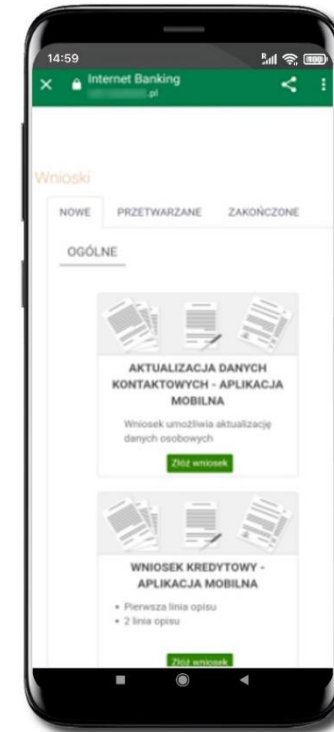 14:59
R
100
Internet Banking
.pl
Wnioski
NOWE PRZETWARZANE ZAKOŃCZONE
OGÓLNE
AKTUALIZACJA DANYCH
KONTAKTOWYCH - APLIKACJA
MOBILNA
Wniosek umożliwia aktualizację
danych osobowych
Złóż wniosek
WNIOSEK KREDYTOWY -
APLIKACJA MOBILNA
• Pierwsza linia opisu
• 2 linia opisu
Złóż wniosek